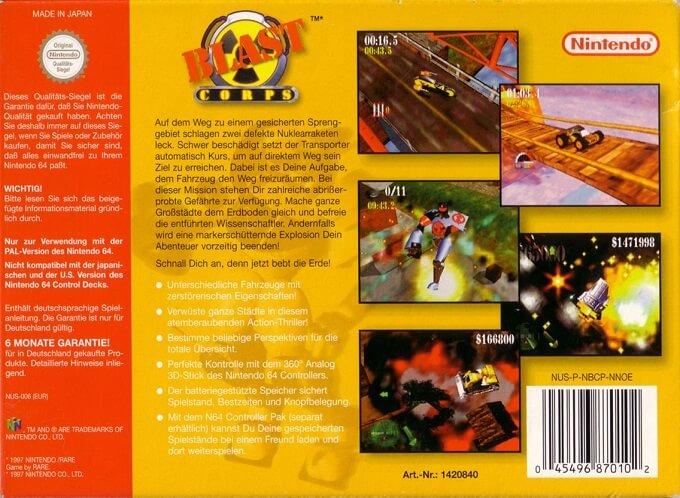 MADE IN JAPAN
Original
Nintendo
Qualitäts-
Siegel
Dieses Qualitäts-Siegel ist die
Garantie dafür, daß Sie Nintendo-
Qualität gekauft haben. Achten
Sie deshalb immer auf dieses Sie-
gel, wenn Sie Spiele oder Zubehör
kaufen, damit Sie sicher sind,
daß alles einwandfrei zu Ihrem
Nintendo 64 paßt.
WICHTIG!
Bitte lesen Sie sich das beige-
fügte Informationsmaterial gründ-
lich durch.
Nur zur Verwendung mit der
PAL-Version des Nintendo 64.
Nicht kompatibel mit der japani-
schen und der U.S. Version des
Nintendo 64 Control Decks.
Enthält deutschsprachige Spiel-
anleitung. Die Garantie ist nur für
Deutschland gültig.
6 MONATE GARANTIE!
für in Deutschland gekaufte Pro-
dukte. Detaillierte Hinweise inlie-
gend.
NUS-006 (EUR)
TM AND ® ARE TRADEMARKS OF
NINTENDO CO., LTD.
* 1997 NINTENDO /RARE
Game by RARE.
* 1997 NINTENDO CO., LTD.
BLAST
CORPS
TM*
Auf dem Weg zu einem gesicherten Spreng-
gebiet schlagen zwei defekte Nuklearraketen
leck. Schwer beschädigt setzt der Transporter
automatisch Kurs, um auf direktem Weg sein
Ziel zu erreichen. Dabei ist es Deine Aufgabe,
dem Fahrzeug den Weg freizuräumen. Bei
dieser Mission stehen Dir zahlreiche abrißer-
probte Gefährte zur Verfügung. Mache ganze
Großstädte dem Erdboden gleich und befreie
die entführten Wissenschaftler. Andernfalls
wird eine markerschütternde Explosion Dein
Abenteuer vorzeitig beenden!
Schnall Dich an, denn jetzt bebt die Erde!
Unterschiedliche Fahrzeuge mit
zerstörerischen Eigenschaften!
Verwüste ganze Städte in diesem
atemberaubenden Action-Thriller!
Bestimme beliebige Perspektiven für die
totale Übersicht.
Perfekte Kontrolle mit dem 360° Analog
3D-Stick des Nintendo 64 Controllers.
Der batteriegestützte Speicher sichert
Spielstand, Bestzeiten und Knopfbelegung.
Mit dem N64 Controller Pak (separat
erhältlich) kannst Du Deine gespeicherten
Spielstände bei einem Freund laden und dort
weiterspielen.
00:16.5
00:43.5
Nintendo
01:03.4
0/11
09:43.2
$1471998
$166800
NUS-P-NBCP-NNOE
Art.-Nr.: 1420840
0 45496 87010 2